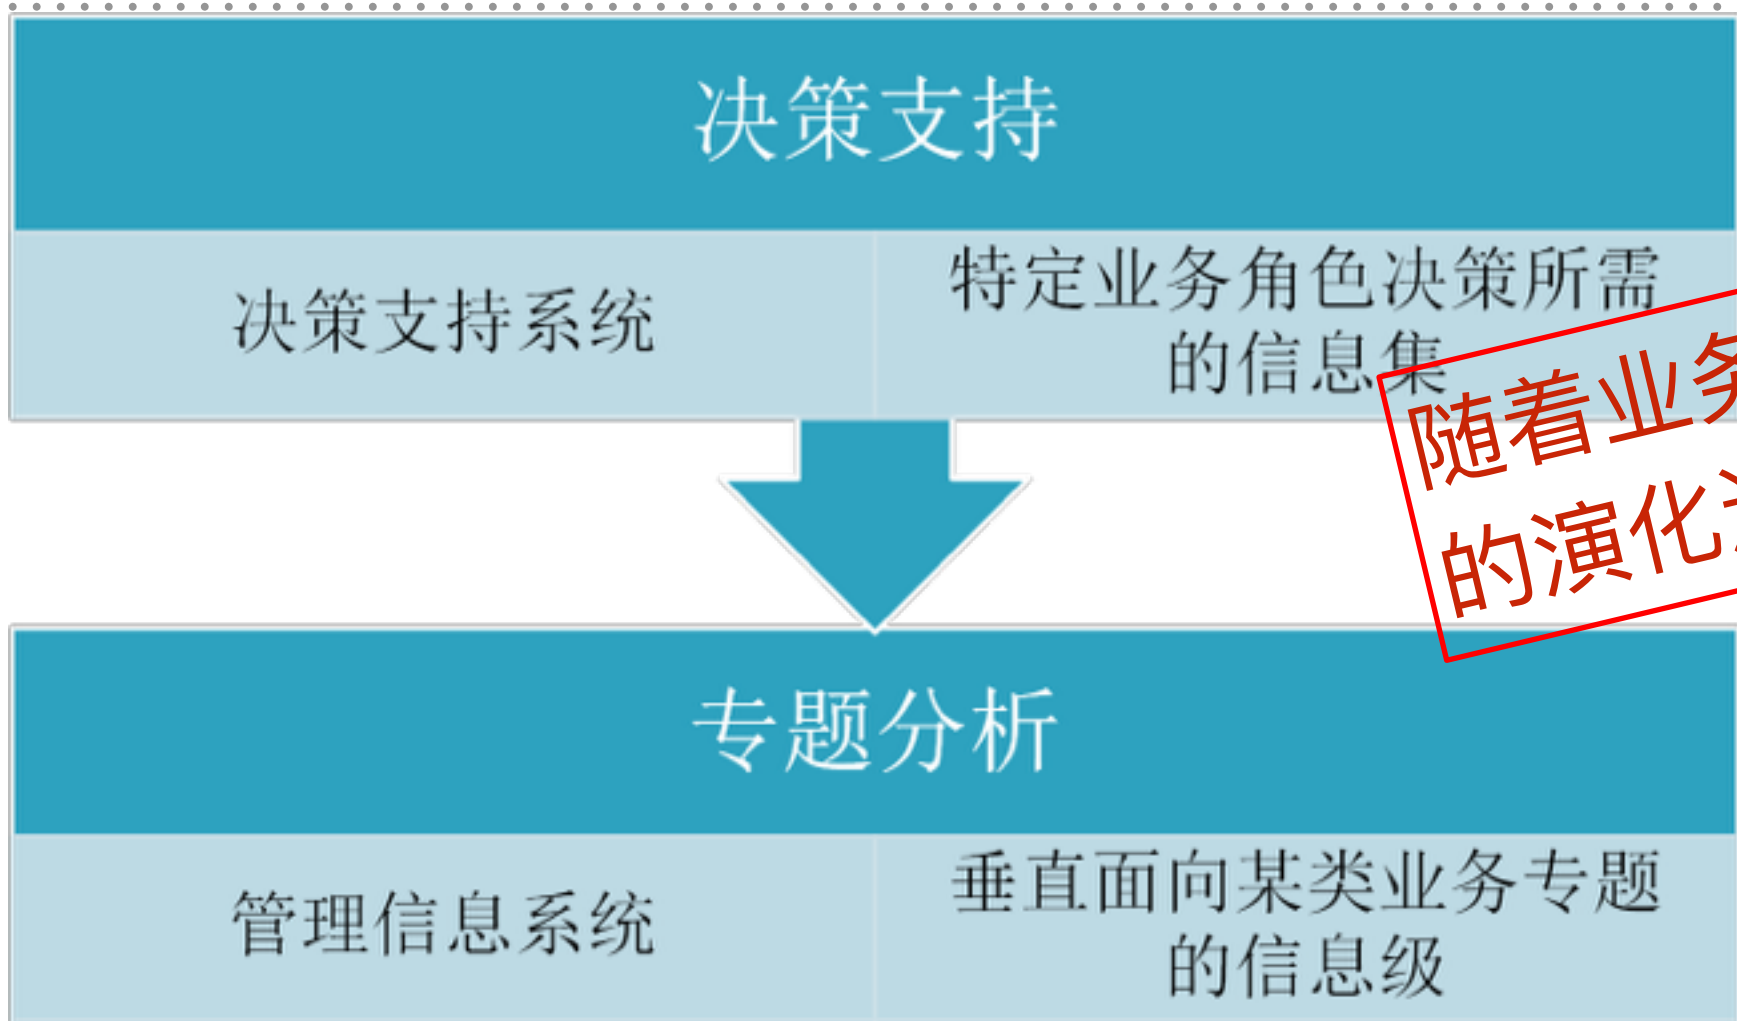 决策支持
决策支持系统
特定业务角色决策所需
的信息集
随着业务
的演化
专题分析
管理信息系统
垂直面向某类业务专题
的信息级